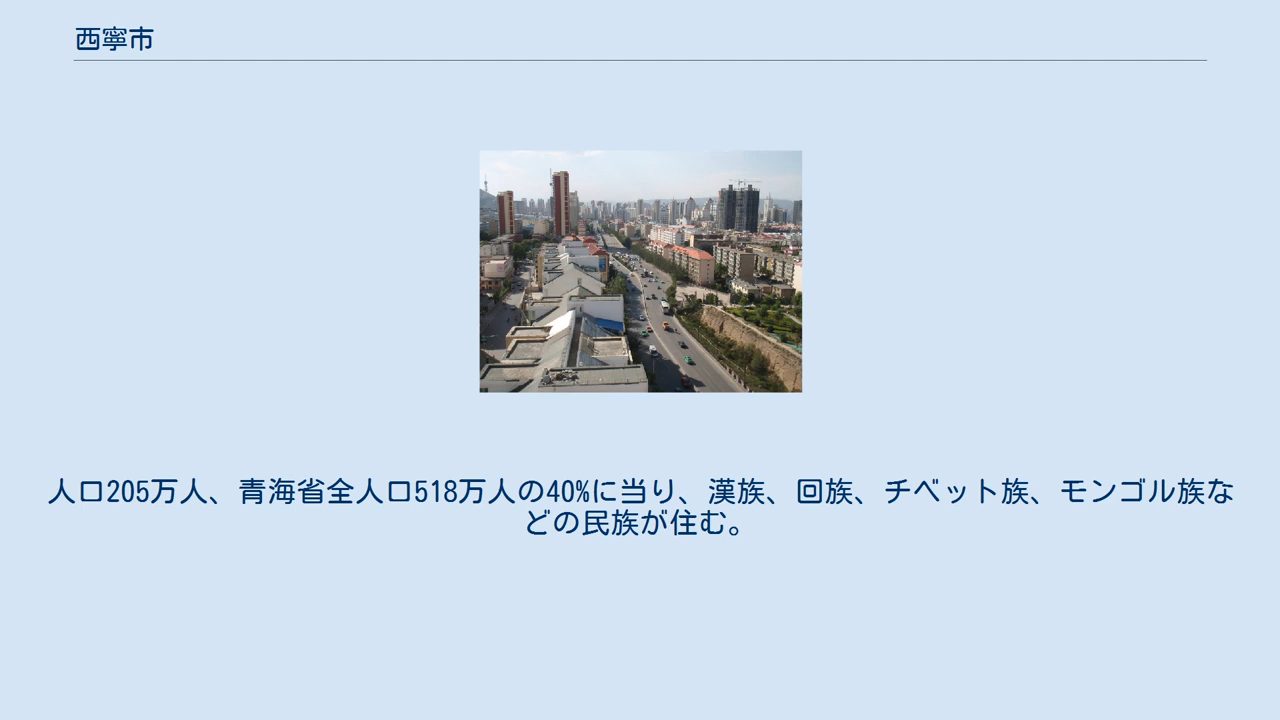 西寧市
人口205万人、青海省全人口518万人の40%に当り、漢族、回族、チベット族、モンゴル族な
どの民族が住む。